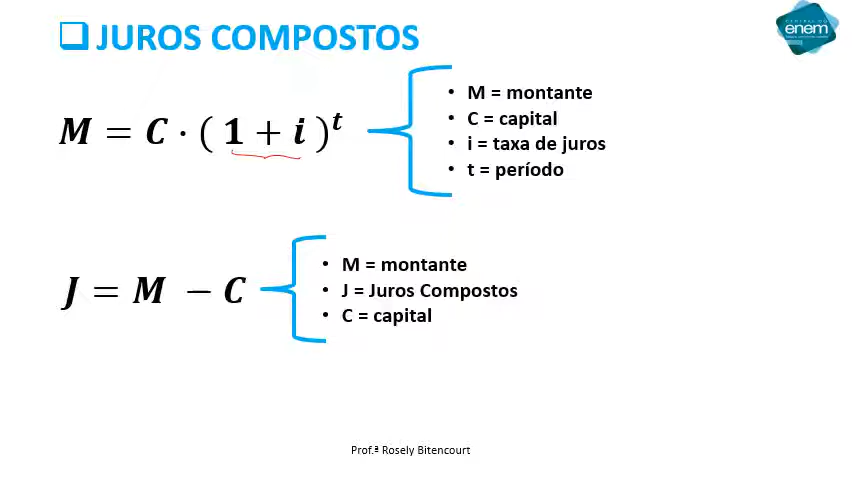 ❑ JUROS COMPOSTOS
enem
M = C · ( 1 + i )ᵗ
• M = montante
• C = capital
• i = taxa de juros
• t = período
J = M − C
• M = montante
• J = Juros Compostos
• C = capital
Prof.ª Rosely Bitencourt